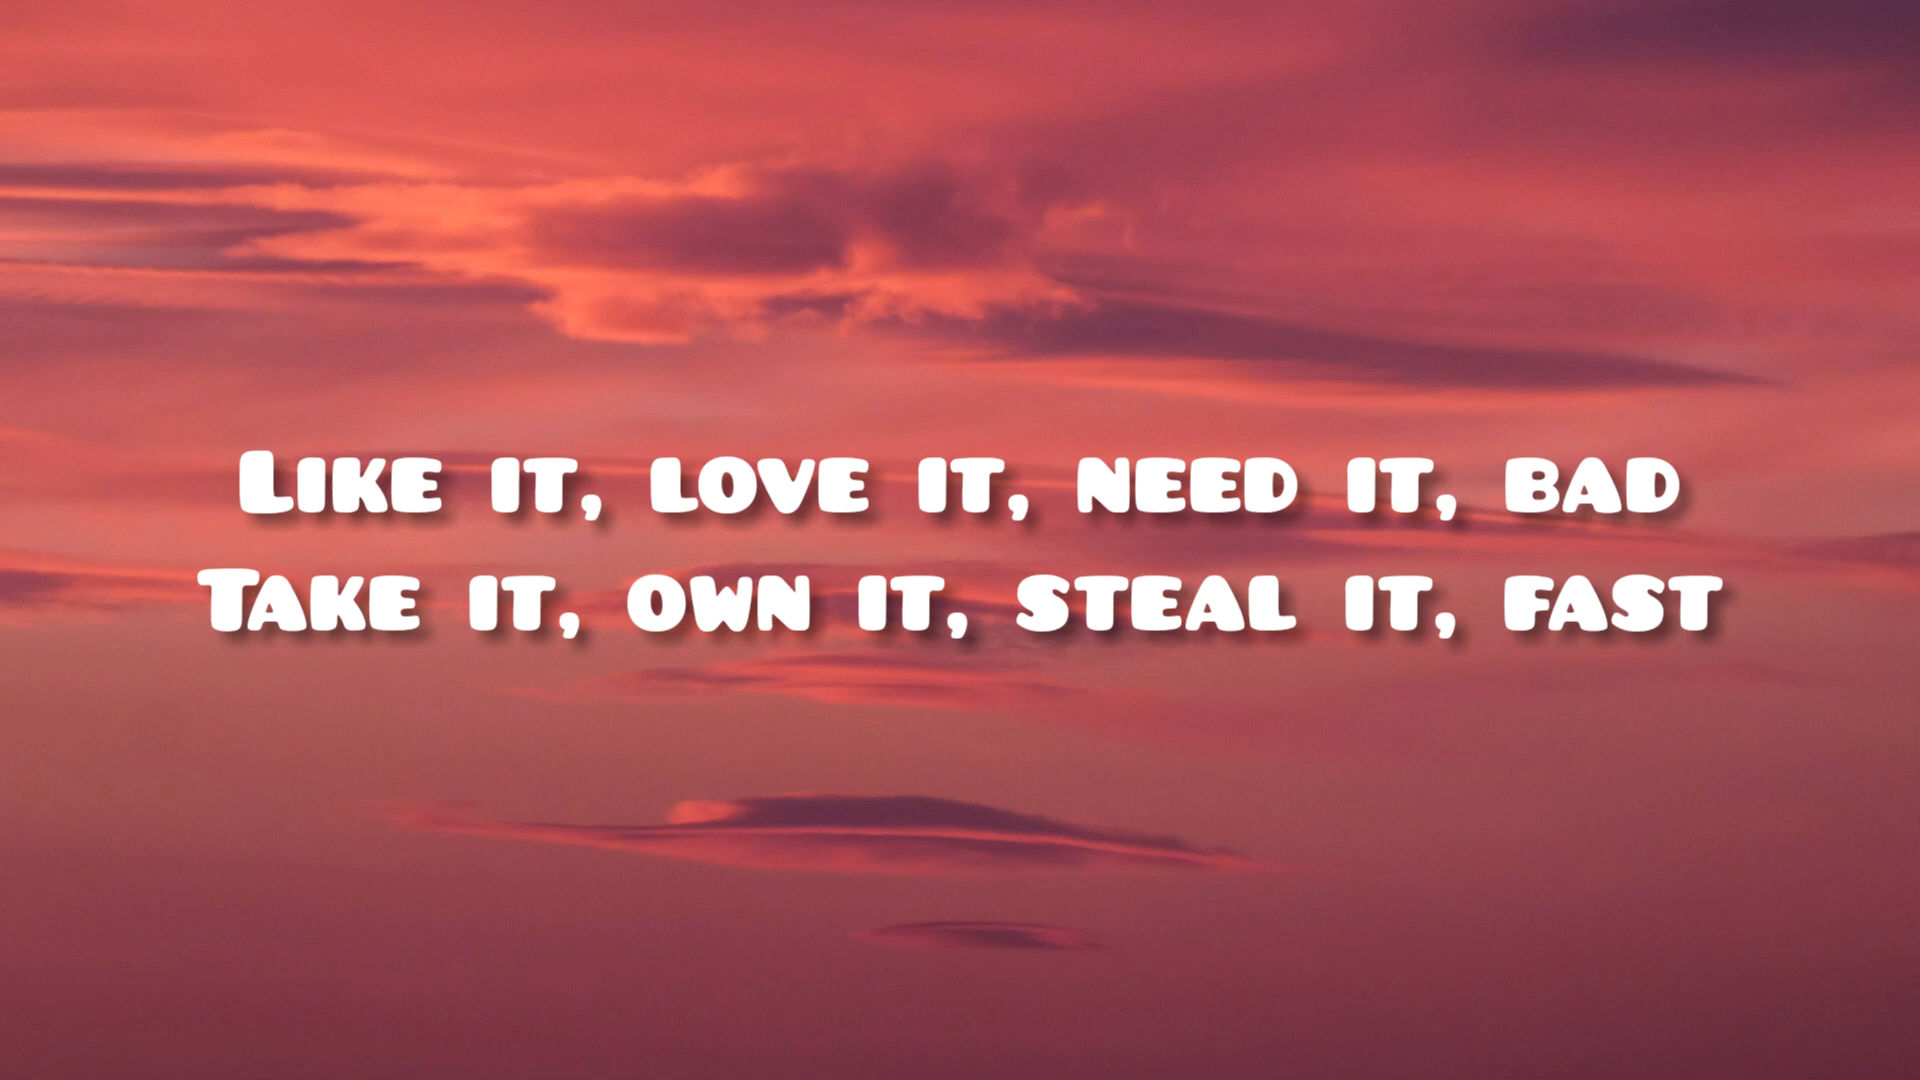 Like it, love it, need it, bad
Take it, own it, steal it, fast